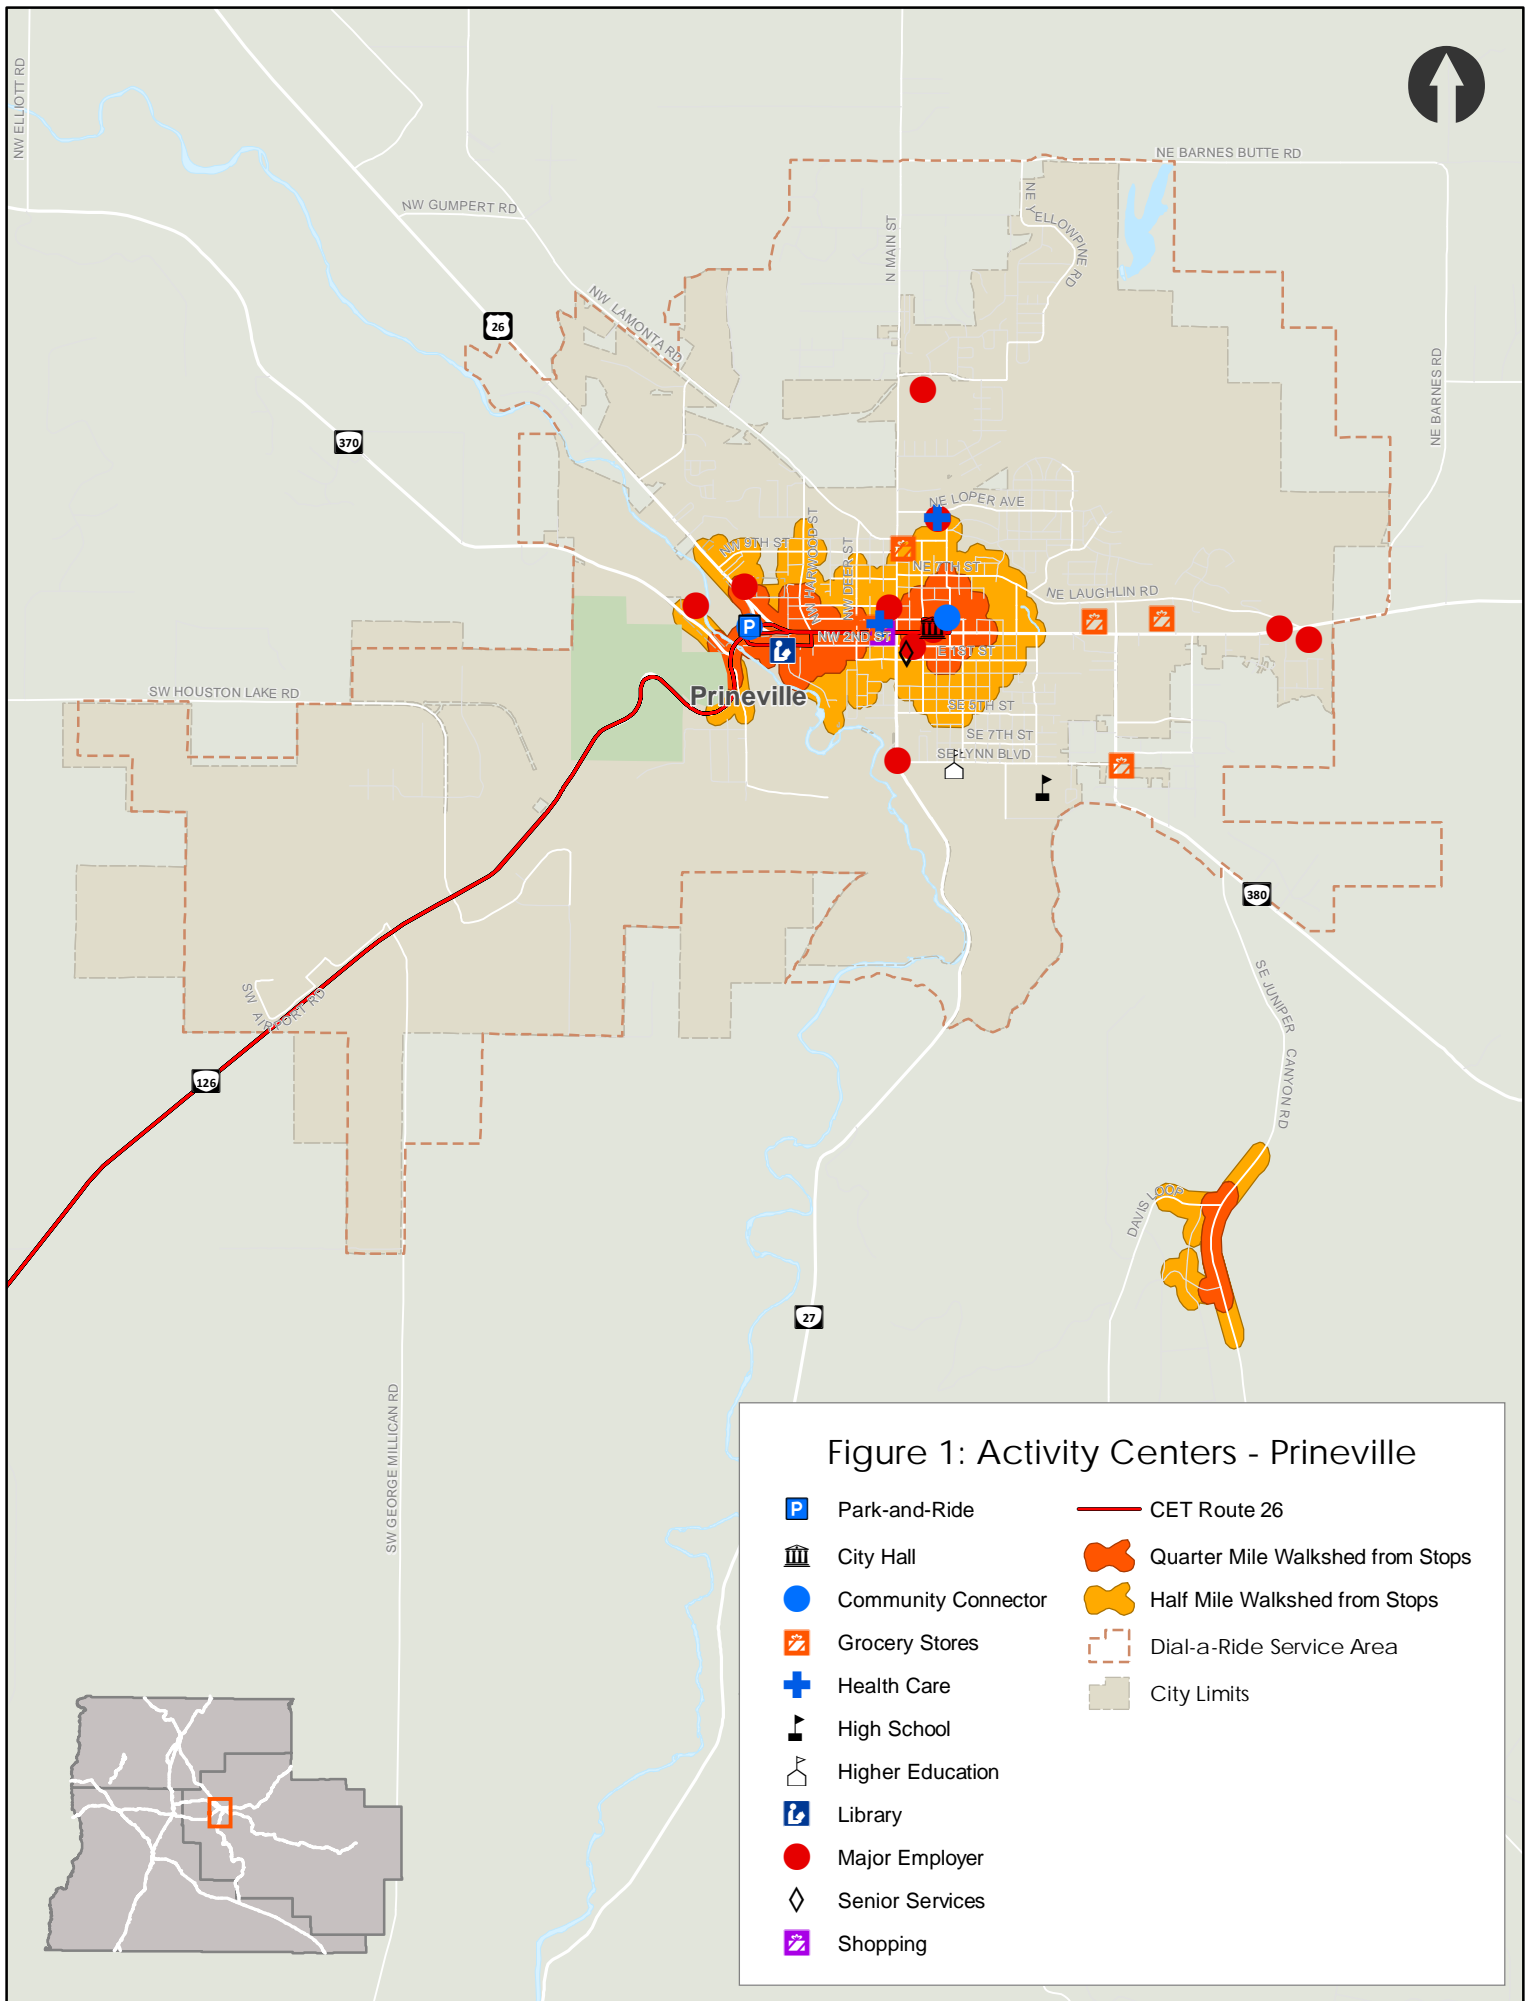 NW ELLIOTT RD
NE BARNES BUTTE RD
NW GUMPERT RD
N MAIN ST
NE YELLOWPINE RD
NW LAMONTA RD
26
NE BARNES RD
370
NE LOPER AVE
NW HARWOOD ST
NW DEER ST
NW 9TH ST
NE 7TH ST
NE LAUGHLIN RD
P
NW 2ND ST
E 1ST ST
SW HOUSTON LAKE RD
Prineville
SE 5TH ST
SE 7TH ST
SE LYNN BLVD
380
SW AIRPORT RD
SE JUNIPER CANYON RD
126
DAVIS LOOP
27
SW GEORGE MILLICAN RD
Figure 1: Activity Centers - Prineville
P Park-and-Ride
City Hall
Community Connector
Grocery Stores
Health Care
High School
Higher Education
Library
Major Employer
Senior Services
Shopping
CET Route 26
Quarter Mile Walkshed from Stops
Half Mile Walkshed from Stops
Dial-a-Ride Service Area
City Limits